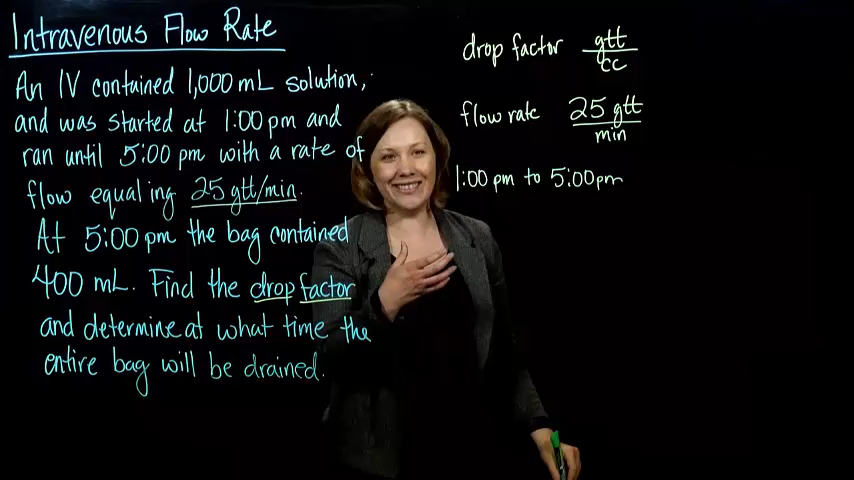 Intravenous Flow Rate
An IV contained 1,000 mL solution,
and was started at 1:00 pm and
ran until 5:00 pm with a rate of
flow equaling 25 gtt/min.
At 5:00 pm the bag contained
400 mL. Find the drop factor
and determine at what time the
entire bag will be drained.
drop factor gtt/cc
flow rate 25 gtt/min
1:00 pm to 5:00 pm